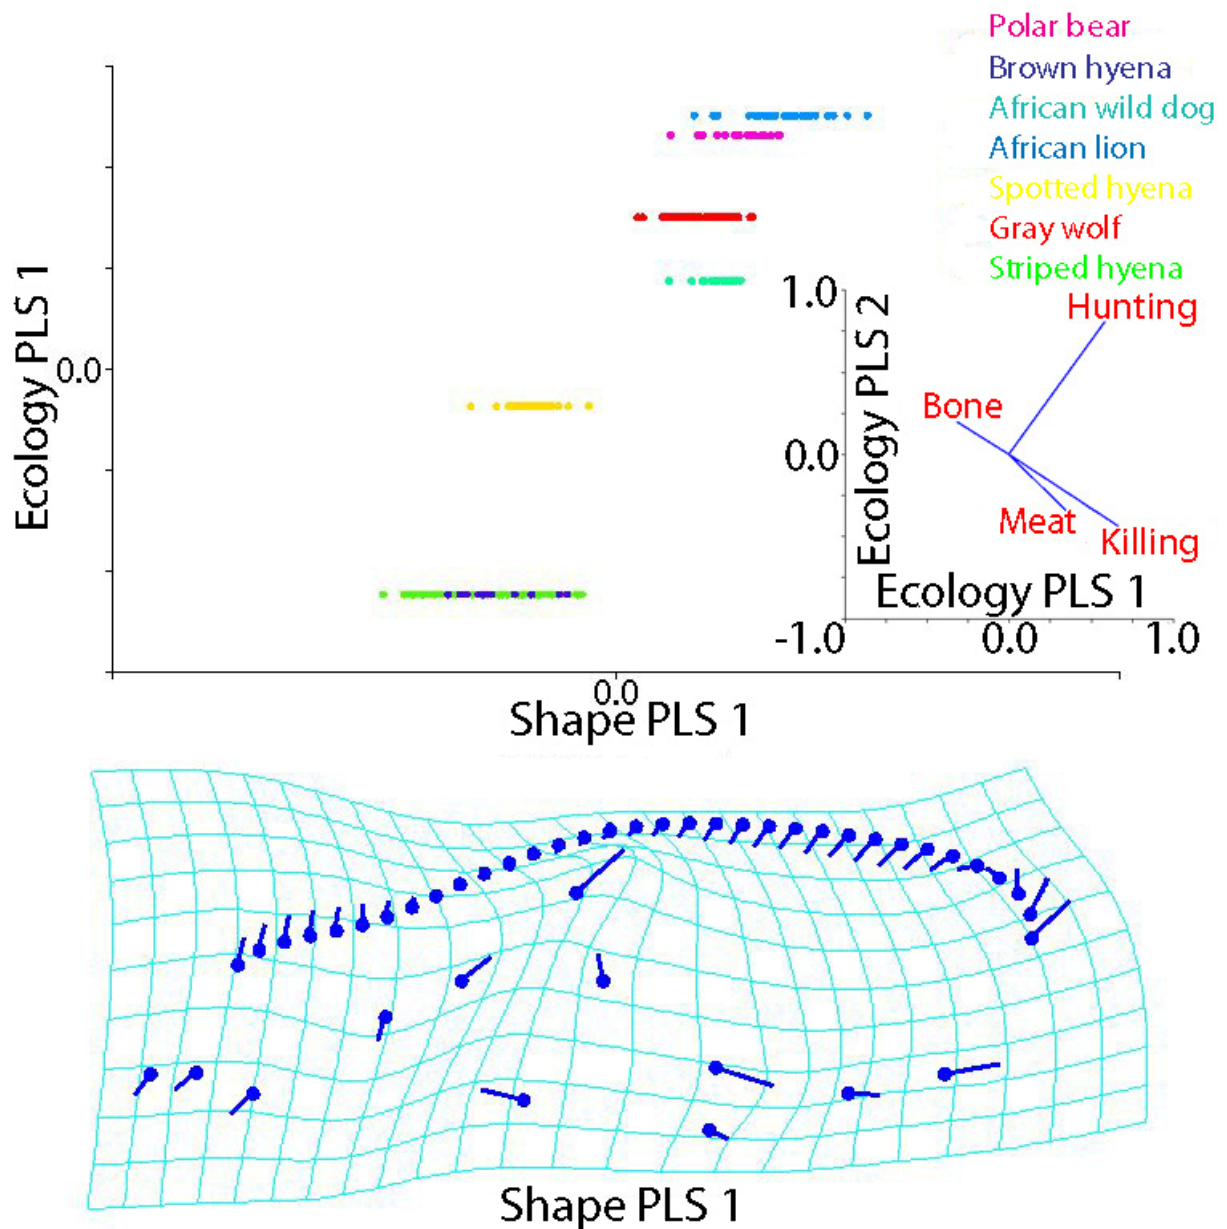 Polar bear
Brown hyena
African wild dog
African lion
Spotted hyena
Gray wolf
Striped hyena
Ecology PLS 1
0.0
0.0
Shape PLS 1
1.0
0.0
-1.0
Ecology PLS 2
Hunting
Bone
Meat
Killing
Ecology PLS 1
0.0
1.0
Shape PLS 1